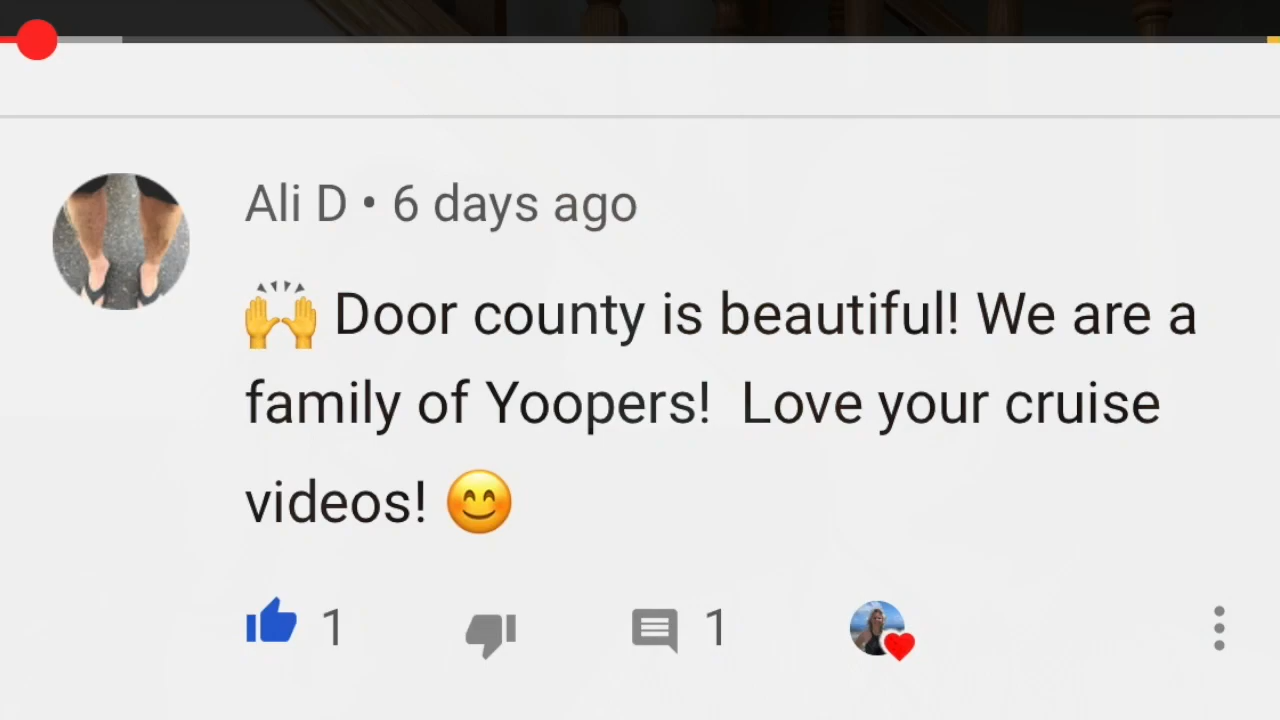 Ali D • 6 days ago
🙌 Door county is beautiful! We are a
family of Yoopers!  Love your cruise
videos! 😊
1 1